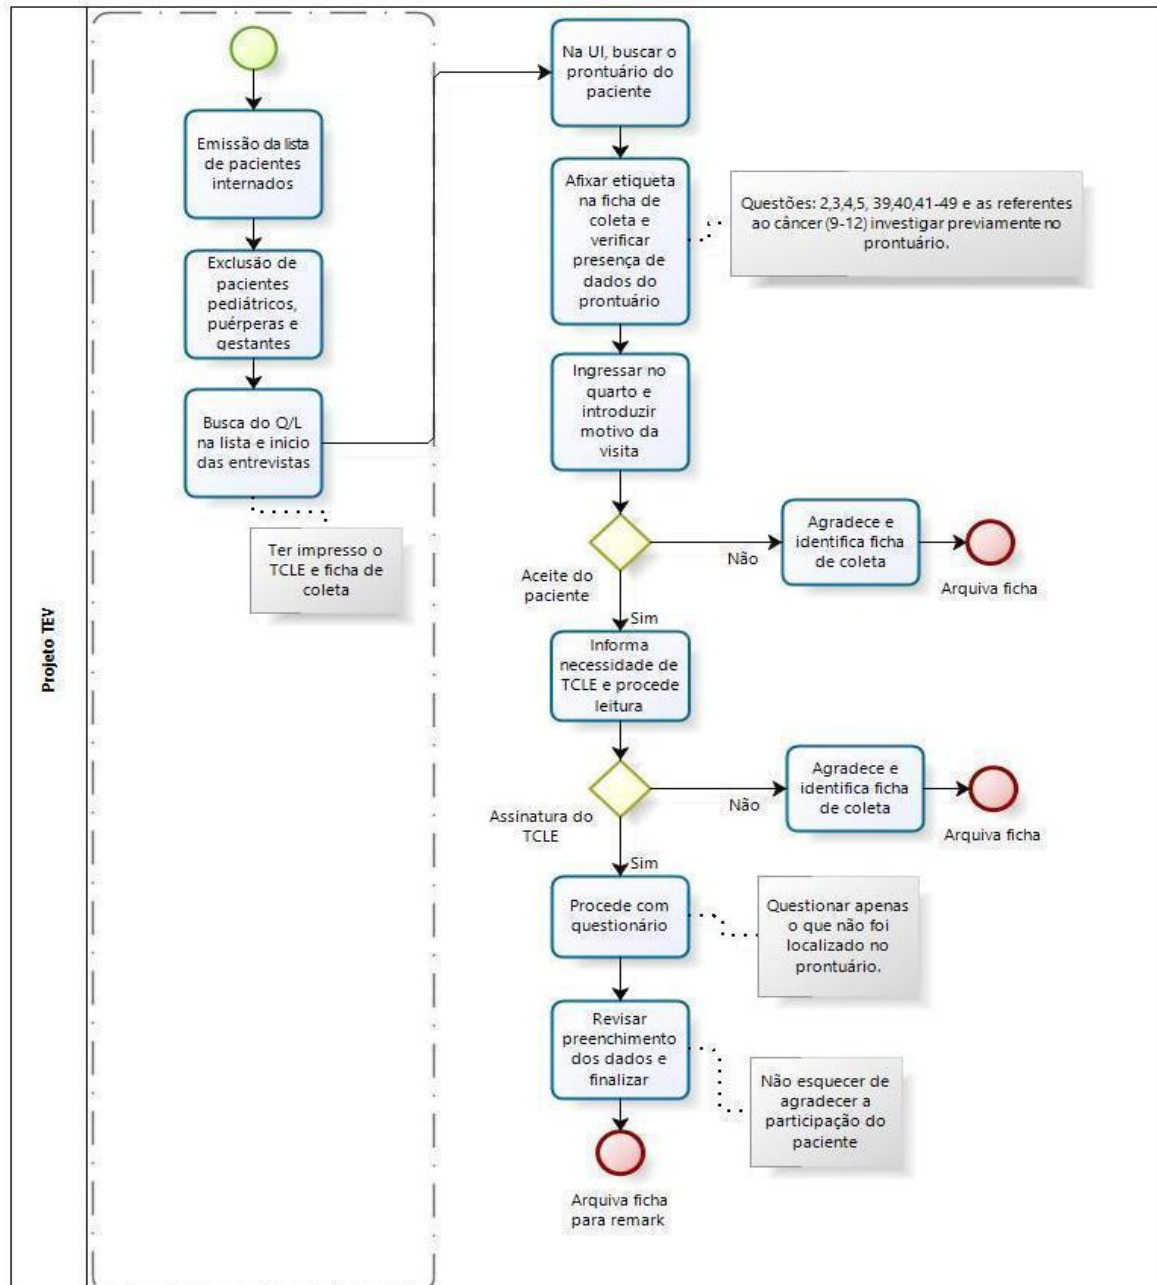 Projeto TEV
Emissão da lista
de pacientes
internados
Exclusão de
pacientes
pediátricos,
puérperas e
gestantes
Busca do Q/L
na lista e inicio
das entrevistas
Ter impresso o
TCLE e ficha de
coleta
Na UI, buscar o
prontuário do
paciente
Afixar etiqueta
na ficha de
coleta e
verificar
presença de
dados do
prontuário
Questões: 2,3,4,5, 39,40,41-49 e as referentes
ao câncer (9-12) investigar previamente no
prontuário.
Ingressar no
quarto e
introduzir
motivo da
visita
Aceite do
paciente
Não
Agradece e
identifica ficha
de coleta
Arquiva ficha
Sim
Informa
necessidade de
TCLE e procede
leitura
Assinatura do
TCLE
Não
Agradece e
identifica ficha
de coleta
Arquiva ficha
Sim
Procede com
questionário
Questionar apenas
o que não foi
localizado no
prontuário.
Revisar
preenchimento
dos dados e
finalizar
Não esquecer de
agradecer a
participação do
paciente
Arquiva ficha
para remark